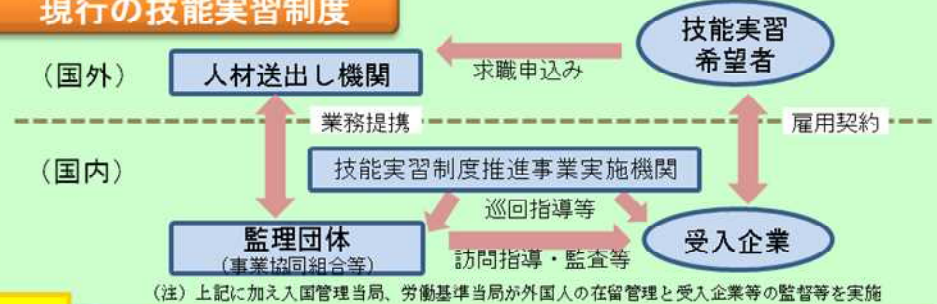 現行の技能実習制度
技能実習
希望者
(国外)
人材送出し機関
求職申込み
業務提携
雇用契約
(国内)
技能実習制度推進事業実施機関
巡回指導等
監理団体
(事業協同組合等)
訪問指導・監査等
受入企業
(注)上記に加え入国管理当局、労働基準当局が外国人の在留管理と受入企業等の監督等を実施